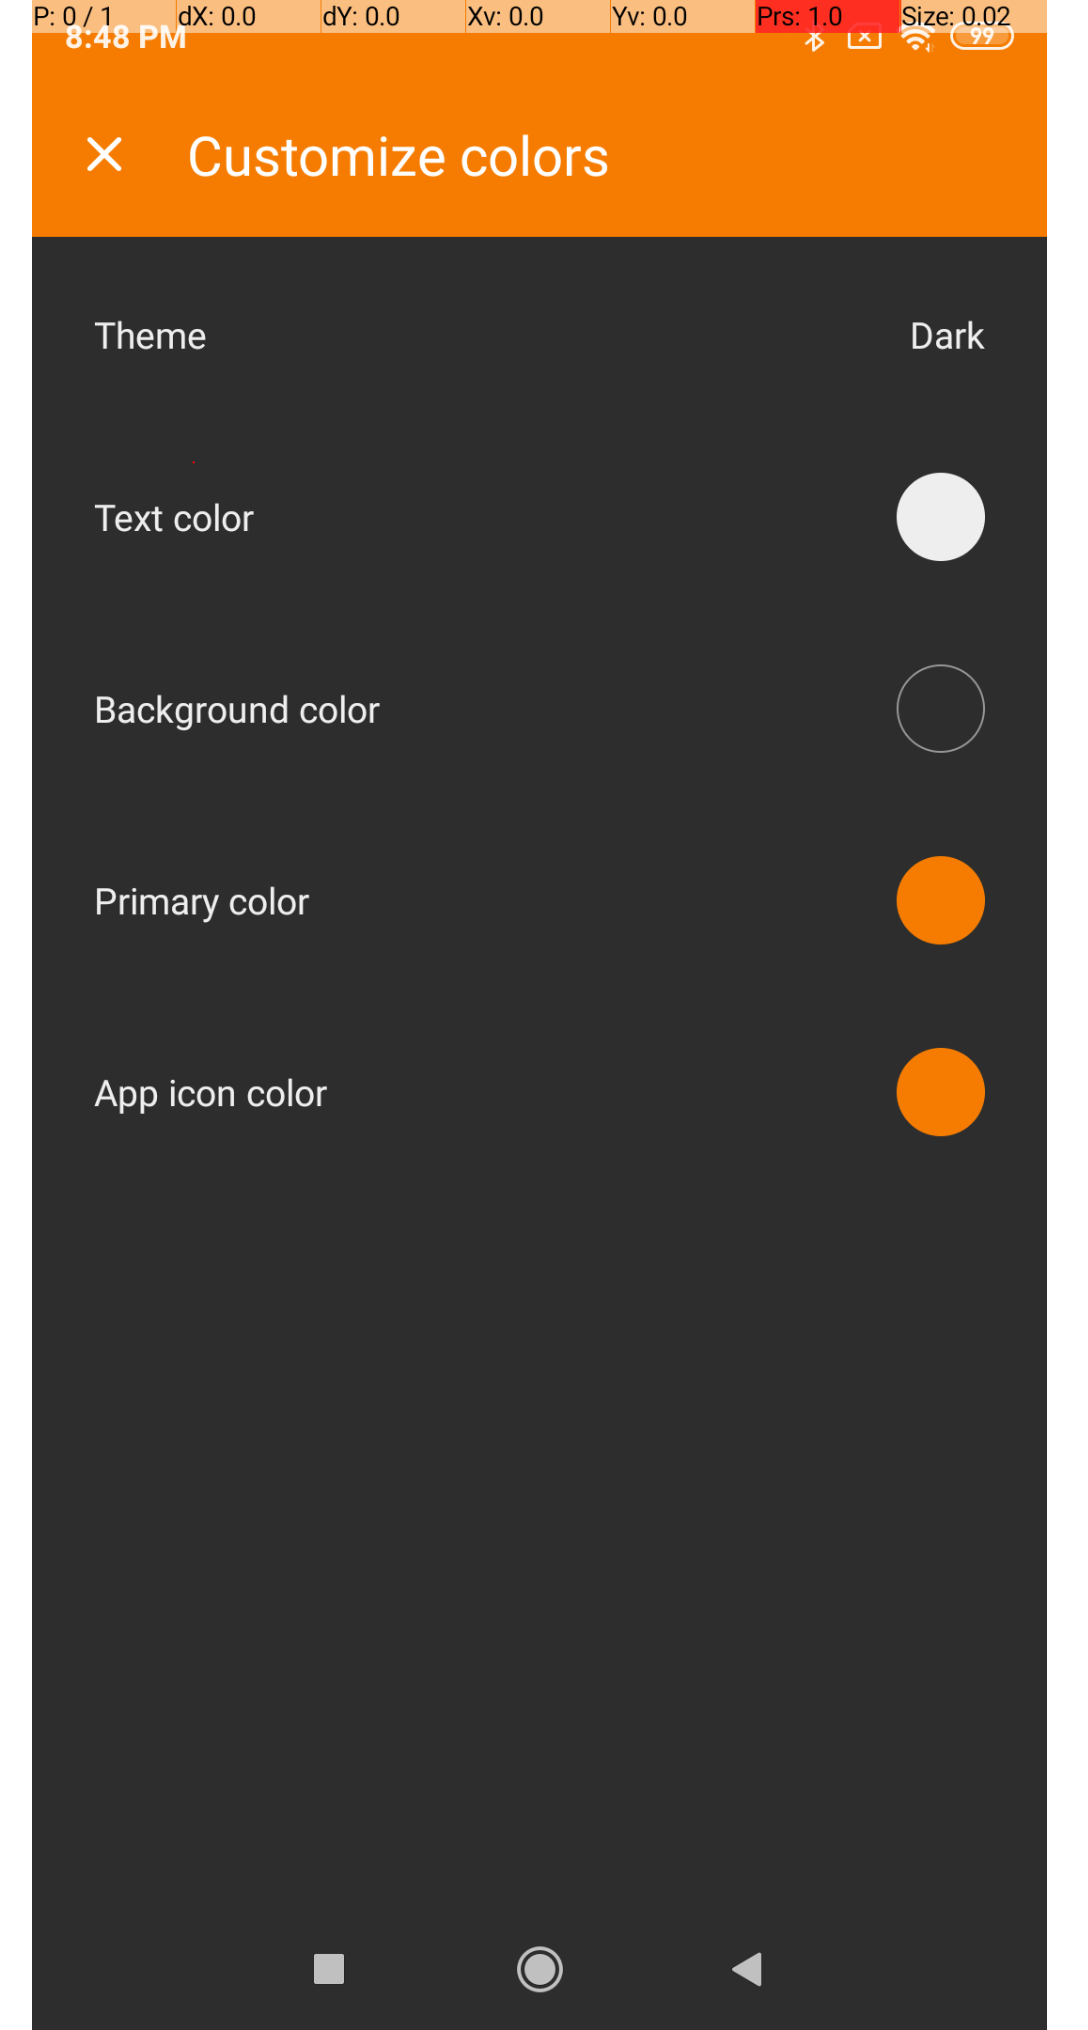 P: 0 / 1 dX: 0.0 dY: 0.0 Xv: 0.0 Yv: 0.0 Prs: 1.0 Size: 0.02
8:48 PM 99
Customize colors
Theme Dark
Text color
Background color
Primary color
App icon color